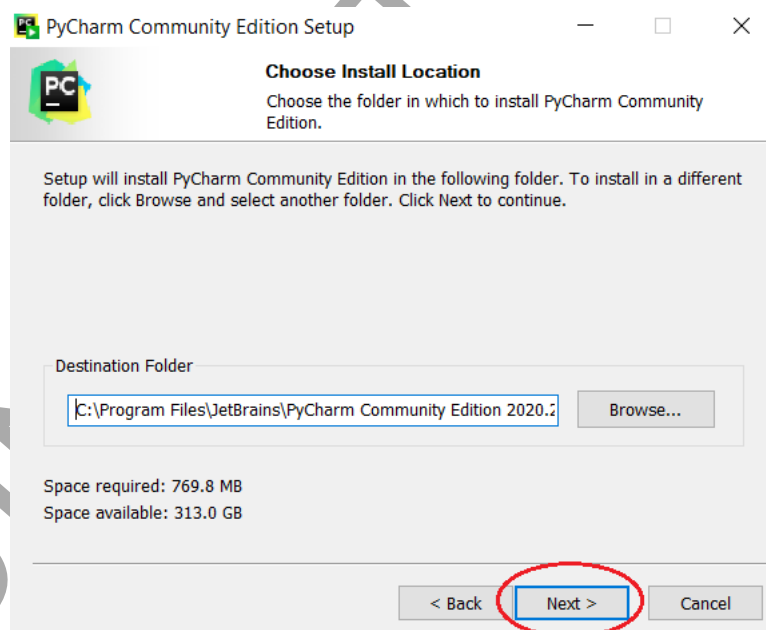 PyCharm Community Edition Setup
PC
Choose Install Location
Choose the folder in which to install PyCharm Community
Edition.
Setup will install PyCharm Community Edition in the following folder. To install in a different
folder, click Browse and select another folder. Click Next to continue.
Destination Folder
C:\Program Files\JetBrains\PyCharm Community Edition 2020.2
Browse...
Space required: 769.8 MB
Space available: 313.0 GB
< Back
Next >
Cancel